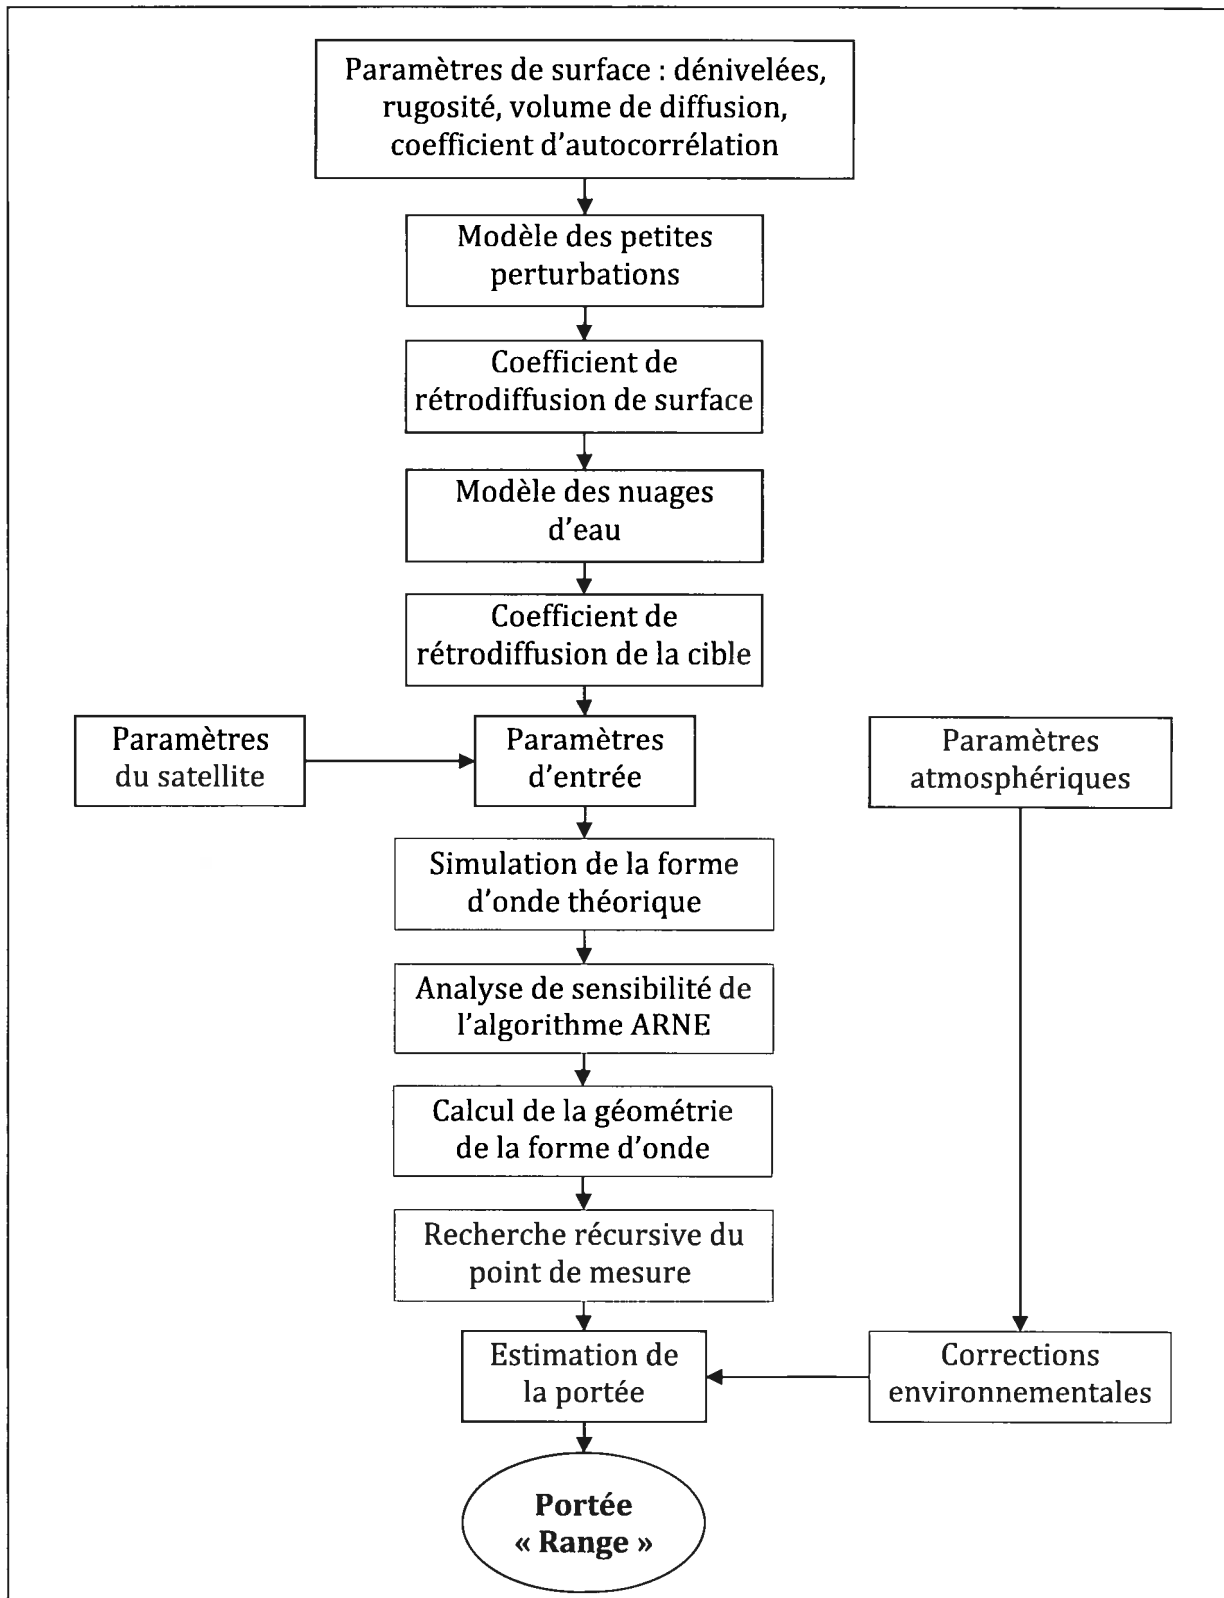 Paramètres de surface : dénivelées,
rugosité, volume de diffusion,
coefficient d'autocorrélation
Modèle des petites
perturbations
Coefficient de
rétrodiffusion de surface
Modèle des nuages
d'eau
Coefficient de
rétrodiffusion de la cible
Paramètres
du satellite
Paramètres
d'entrée
Paramètres
atmosphériques
Simulation de la forme
d'onde théorique
Analyse de sensibilité de
l'algorithme ARNE
Calcul de la géométrie
de la forme d'onde
Recherche récursive du
point de mesure
Estimation de
la portée
Corrections
environnementales
Portée
« Range »